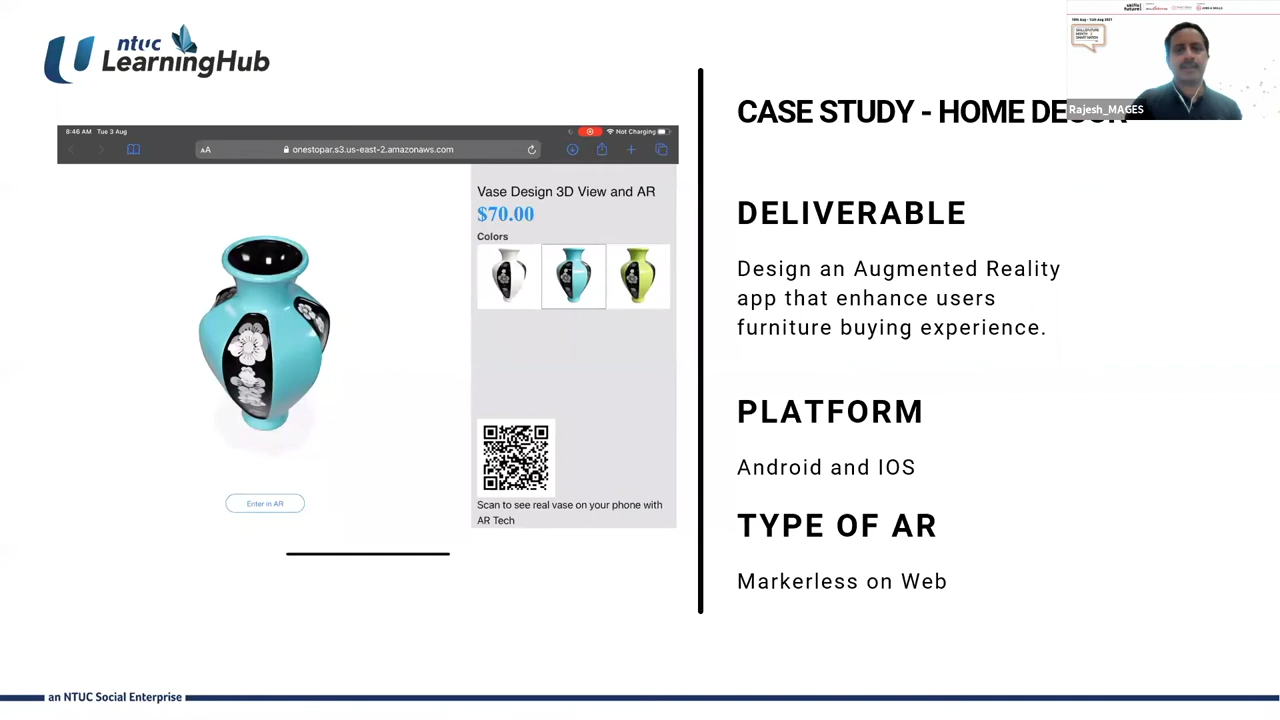 ntuc
LearningHub
8:46 AM Tue 3 Aug
Not Charging
AA
onestopar.s3.us-east-2.amazonaws.com
Vase Design 3D View and AR
$70.00
Colors
Enter in AR
Scan to see real vase on your phone with
AR Tech
CASE STUDY - HOME DECOR
DELIVERABLE
Design an Augmented Reality
app that enhance users
furniture buying experience.
PLATFORM
Android and IOS
TYPE OF AR
Markerless on Web
Rajesh_MAGES
an NTUC Social Enterprise